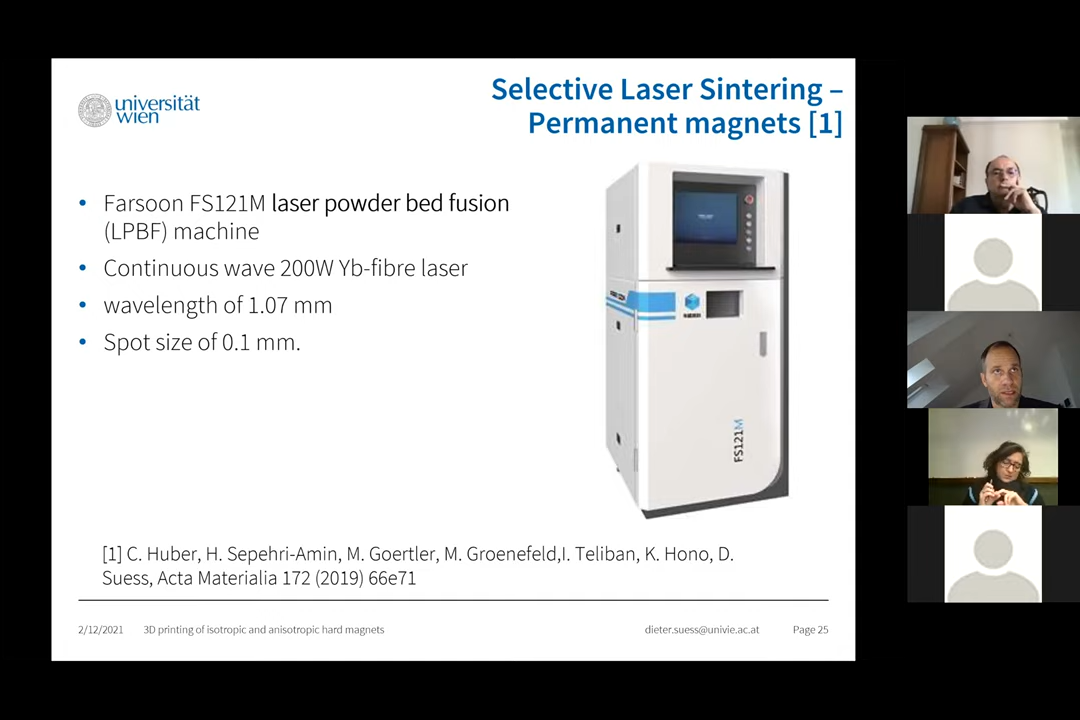 universität
wien
Selective Laser Sintering –
Permanent magnets [1]
• Farsoon FS121M laser powder bed fusion
(LPBF) machine
• Continuous wave 200W Yb-fibre laser
• wavelength of 1.07 mm
• Spot size of 0.1 mm.
FS121M
[1] C. Huber, H. Sepehri-Amin, M. Goertler, M. Groenefeld,I. Teliban, K. Hono, D.
Suess, Acta Materialia 172 (2019) 66e71
2/12/2021 3D printing of isotropic and anisotropic hard magnets dieter.suess@univie.ac.at Page 25